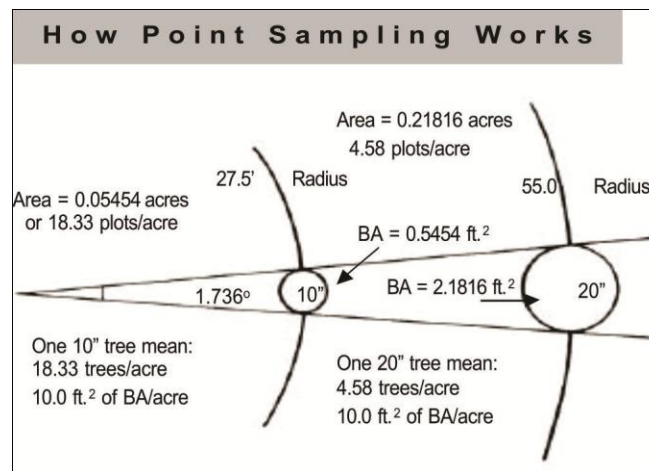 How Point Sampling Works
Area = 0.21816 acres
4.58 plots/acre
27.5' Radius
55.0 Radius
Area = 0.05454 acres
or 18.33 plots/acre
BA = 0.5454 ft.²
1.736°
10"
BA = 2.1816 ft.²
20"
One 10" tree mean:
18.33 trees/acre
10.0 ft.² of BA/acre
One 20" tree mean:
4.58 trees/acre
10.0 ft.² of BA/acre